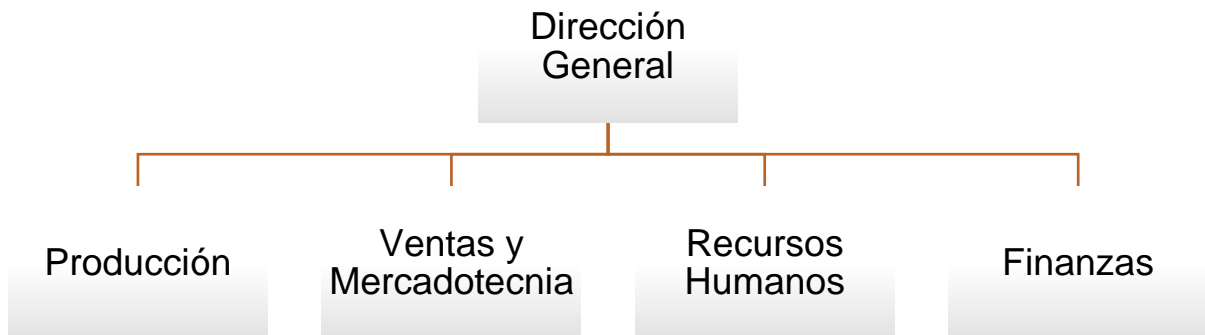 Dirección
General
Producción
Ventas y
Mercadotecnia
Recursos
Humanos
Finanzas